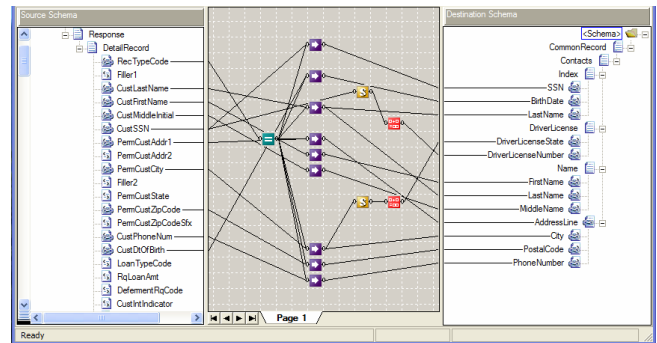 Source Schema
Destination Schema
Response
DetailRecord
RecTypeCode
Filler1
CustLastName
CustFirstName
CustMiddleInitial
CustSSN
PermCustAddr1
PermCustAddr2
PermCustCity
Filler2
PermCustState
PermCustZipCode
PermCustZipCodeSfx
CustPhoneNum
CustDtOfBirth
LoanTypeCode
RqLoanAmt
DefermentRqCode
CustIntIndicator
<Schema>
CommonRecord
Contacts
Index
SSN
BirthDate
LastName
DriverLicense
DriverLicenseState
DriverLicenseNumber
Name
FirstName
LastName
MiddleName
AddressLine
City
PostalCode
PhoneNumber
Page 1
Ready